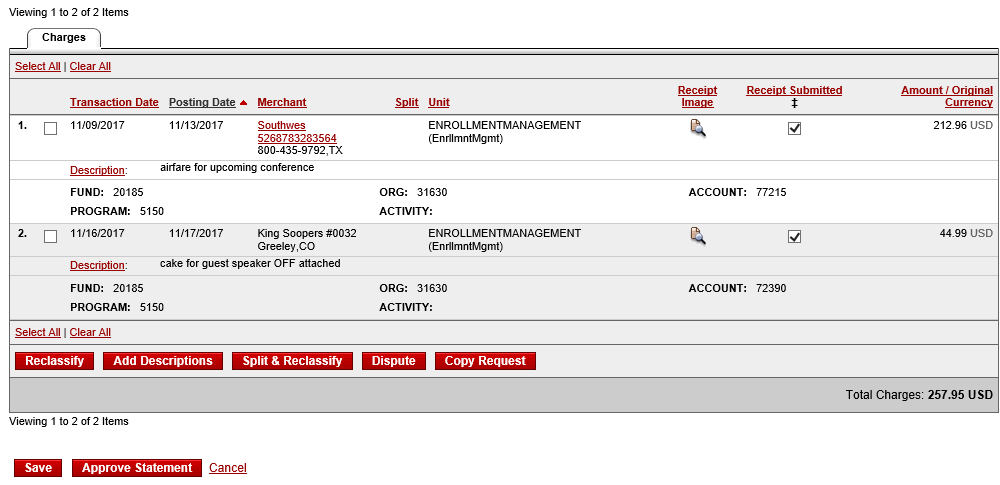 Viewing 1 to 2 of 2 Items
Charges
Select All | Clear All
Transaction Date Posting Date Merchant Split Unit Receipt Image Receipt Submitted ‡ Amount / Original Currency
1. 11/09/2017 11/13/2017 Southwes 5268783283564 800-435-9792,TX ENROLLMENTMANAGEMENT (EnrllmntMgmt) 212.96 USD
Description: airfare for upcoming conference
FUND: 20185 ORG: 31630 ACCOUNT: 77215
PROGRAM: 5150 ACTIVITY:
2. 11/16/2017 11/17/2017 King Soopers #0032 Greeley,CO ENROLLMENTMANAGEMENT (EnrllmntMgmt) 44.99 USD
Description: cake for guest speaker OFF attached
FUND: 20185 ORG: 31630 ACCOUNT: 72390
PROGRAM: 5150 ACTIVITY:
Select All | Clear All
Reclassify Add Descriptions Split & Reclassify Dispute Copy Request
Total Charges: 257.95 USD
Viewing 1 to 2 of 2 Items
Save Approve Statement Cancel